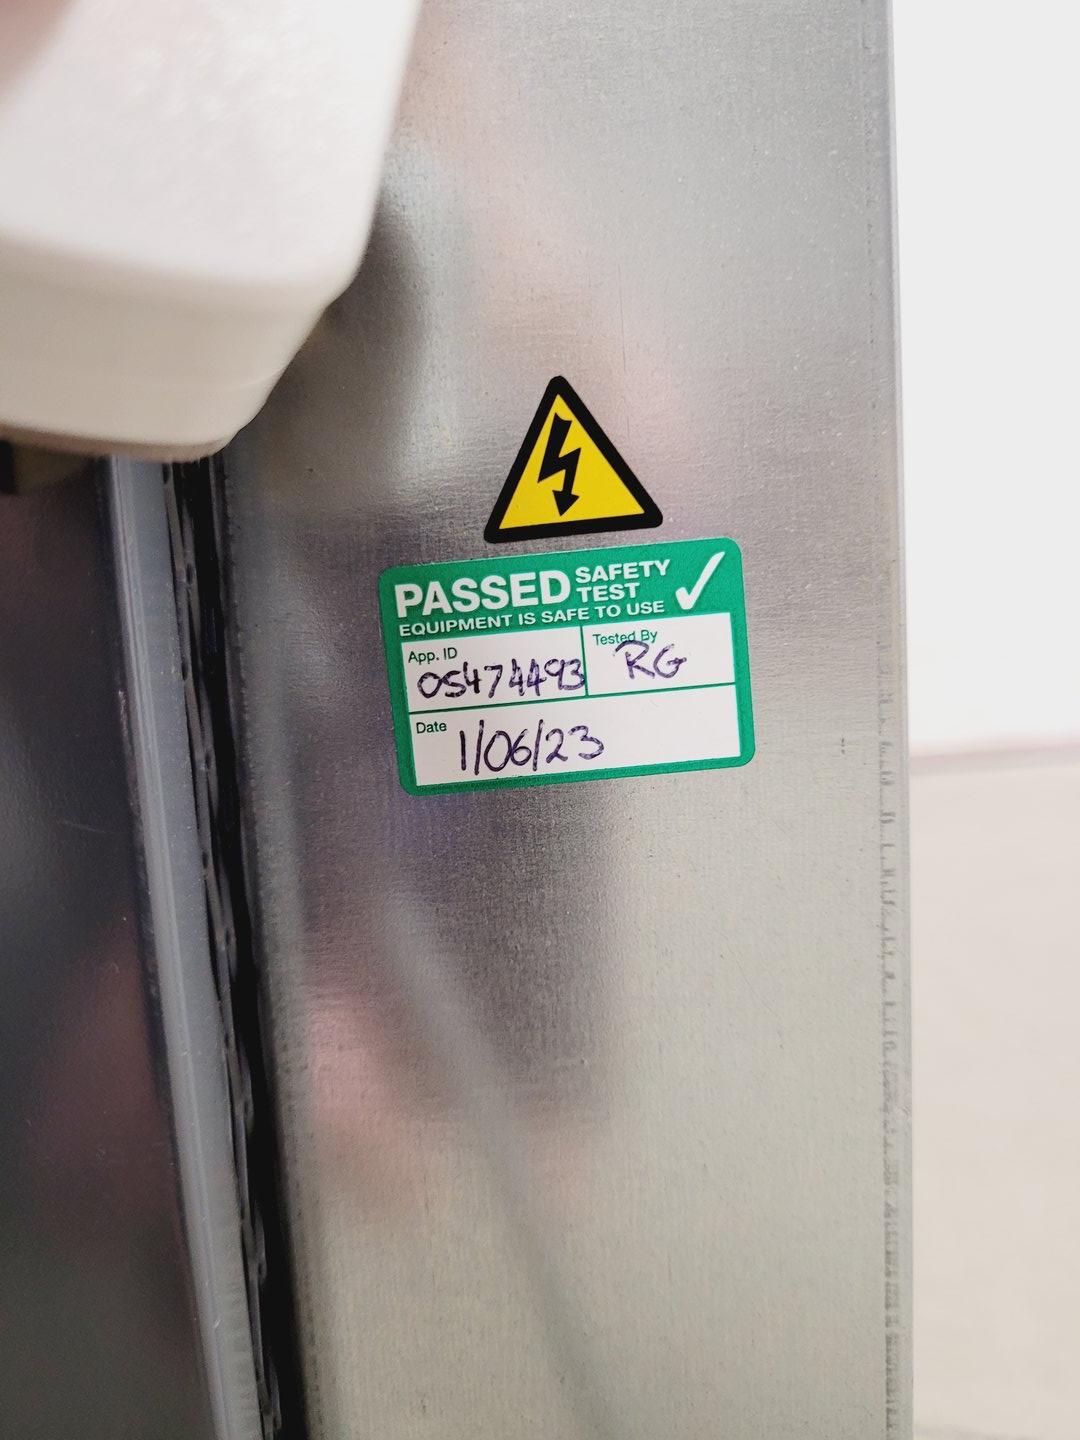 PASSED SAFETY TEST ✓
EQUIPMENT IS SAFE TO USE
App. ID 05474493
Tested By RG
Date 1/06/23